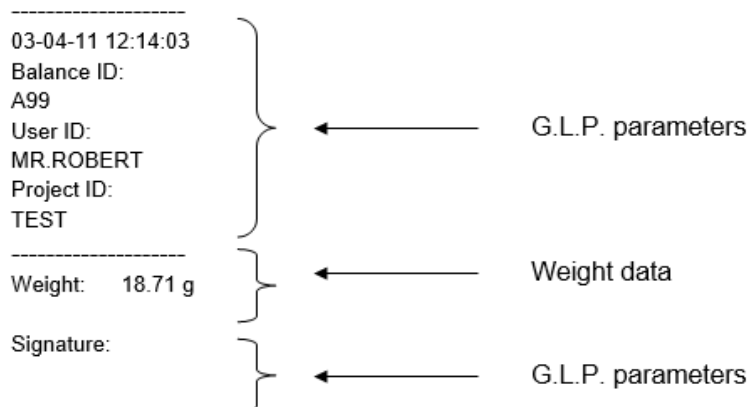 ---------------------
03-04-11 12:14:03
Balance ID:
A99
User ID:
MR.ROBERT
Project ID:
TEST
G.L.P. parameters
---------------------
Weight: 18.71 g
Weight data
Signature:
G.L.P. parameters